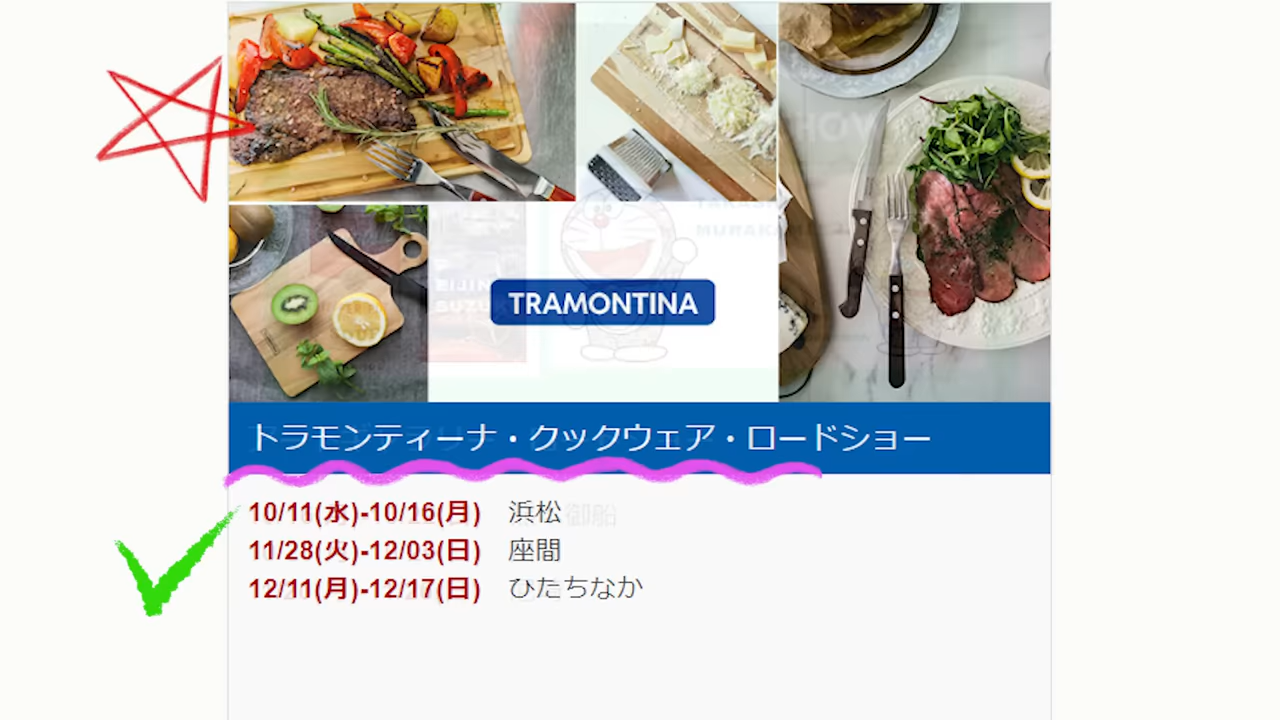 TRAMONTINA
トラモンティーナ・クックウェア・ロードショー
10/11(水)-10/16(月) 浜松
11/28(火)-12/03(日) 座間
12/11(月)-12/17(日) ひたちなか